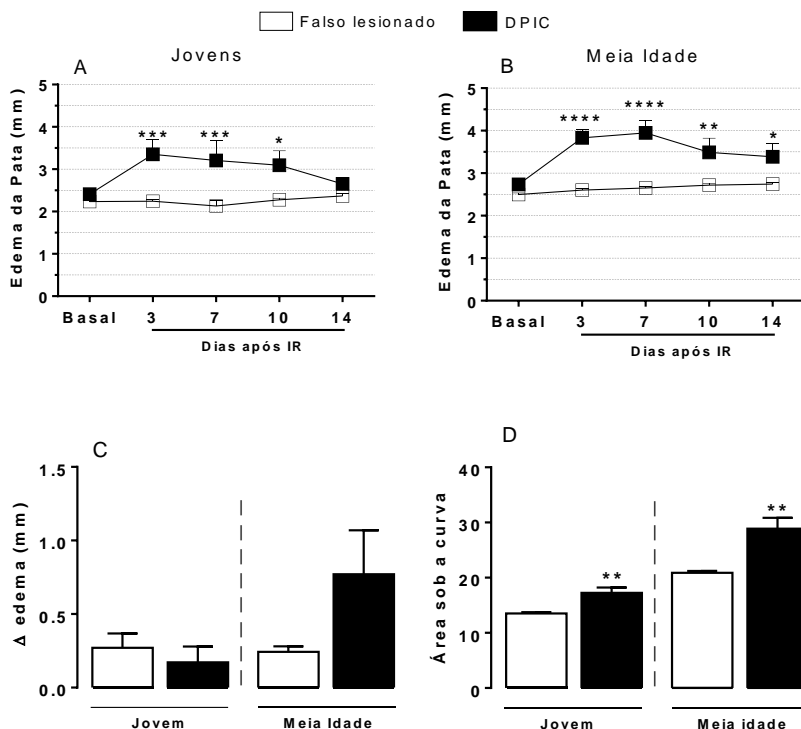 Falso lesionado DPIC
A
Jovens
Edema da Pata (mm)
5
4
3
2
1
0
*** *** *
Basal 3 7 10 14
Dias após IR
B
Meia Idade
Edema da Pata (mm)
5
4
3
2
1
0
**** **** ** *
Basal 3 7 10 14
Dias após IR
C
Δ edema (mm)
1.5
1.0
0.5
0.0
Jovem Meia Idade
D
Área sob a curva
40
30
20
10
0
** **
Jovem Meia idade